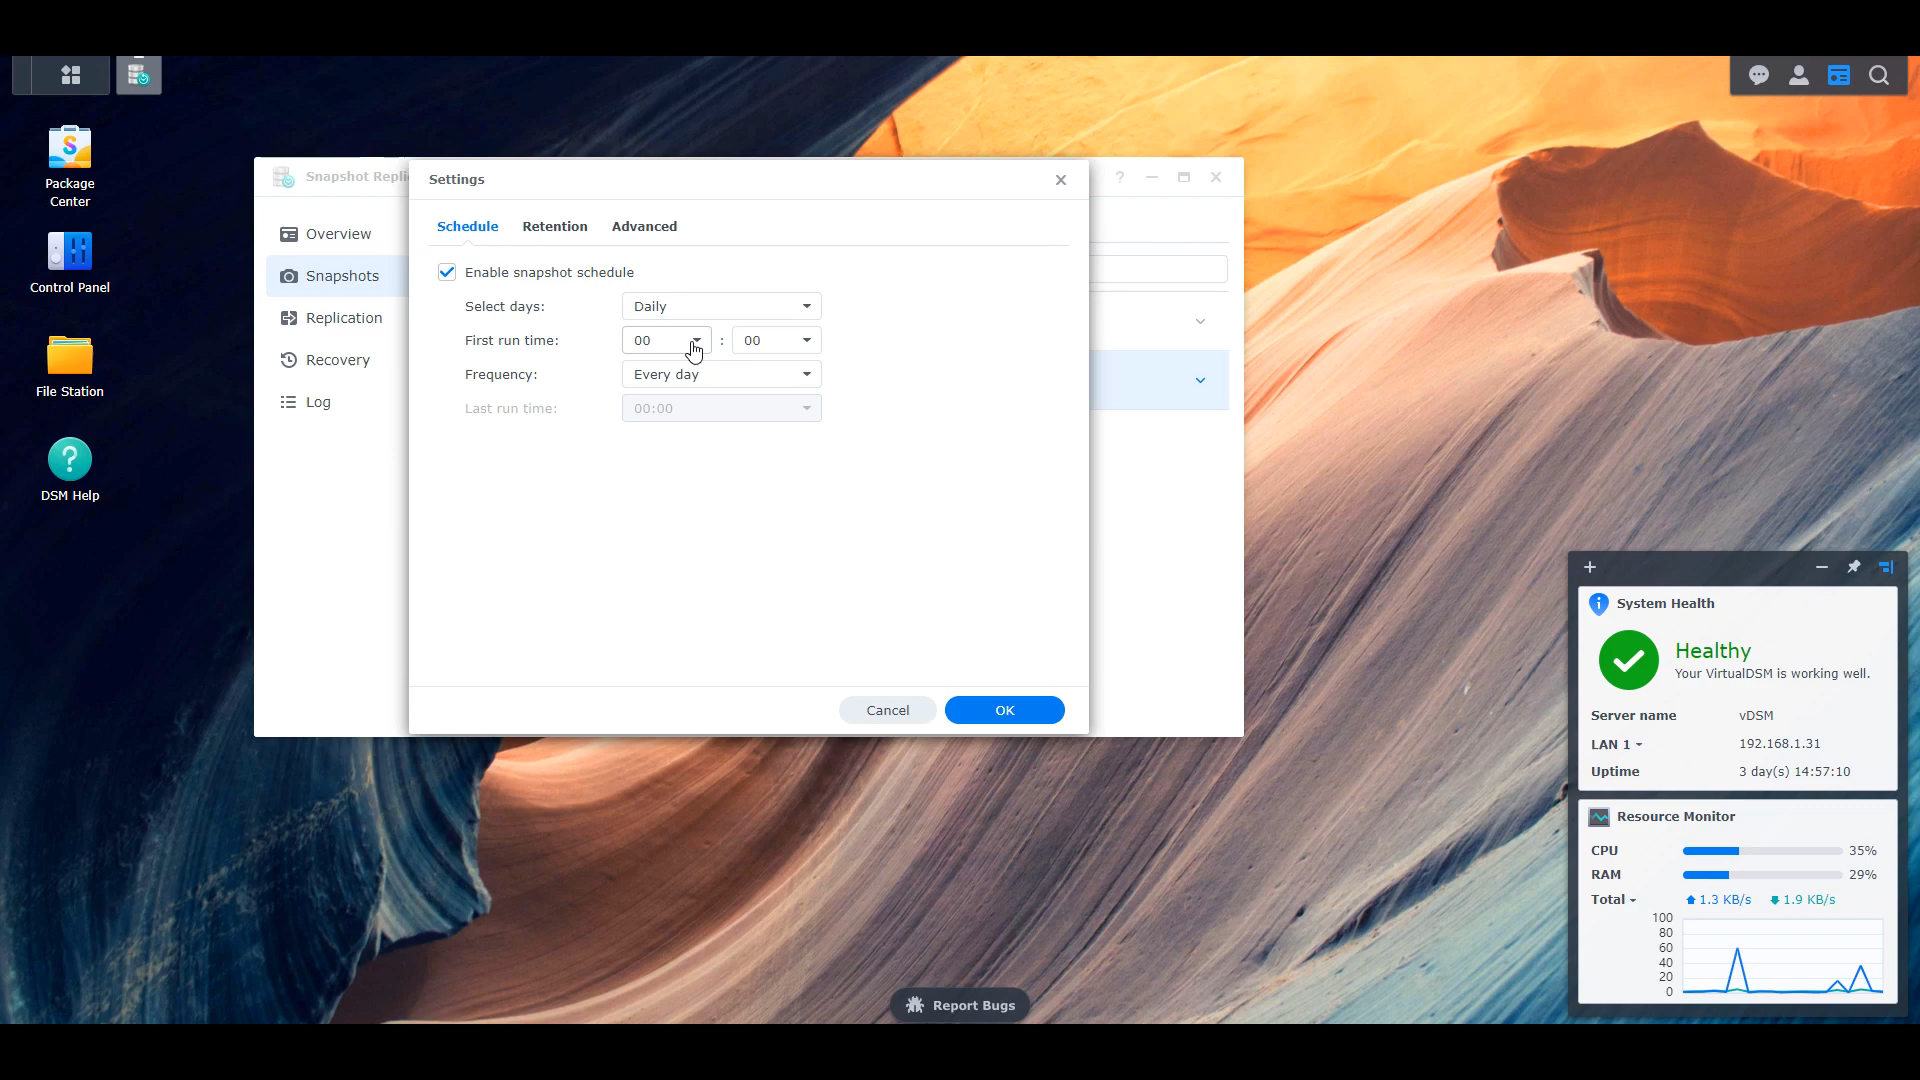 Package
Center
Control Panel
File Station
DSM Help
Snapshot Repli
Overview
Snapshots
Replication
Recovery
Log
Settings
Schedule Retention Advanced
Enable snapshot schedule
Select days: Daily
First run time: 00 : 00
Frequency: Every day
Last run time: 00:00
Cancel OK
System Health
Healthy
Your VirtualDSM is working well.
Server name vDSM
LAN 1 192.168.1.31
Uptime 3 day(s) 14:57:10
Resource Monitor
CPU 35%
RAM 29%
Total 1.3 KB/s 1.9 KB/s
100
80
60
40
20
0
Report Bugs